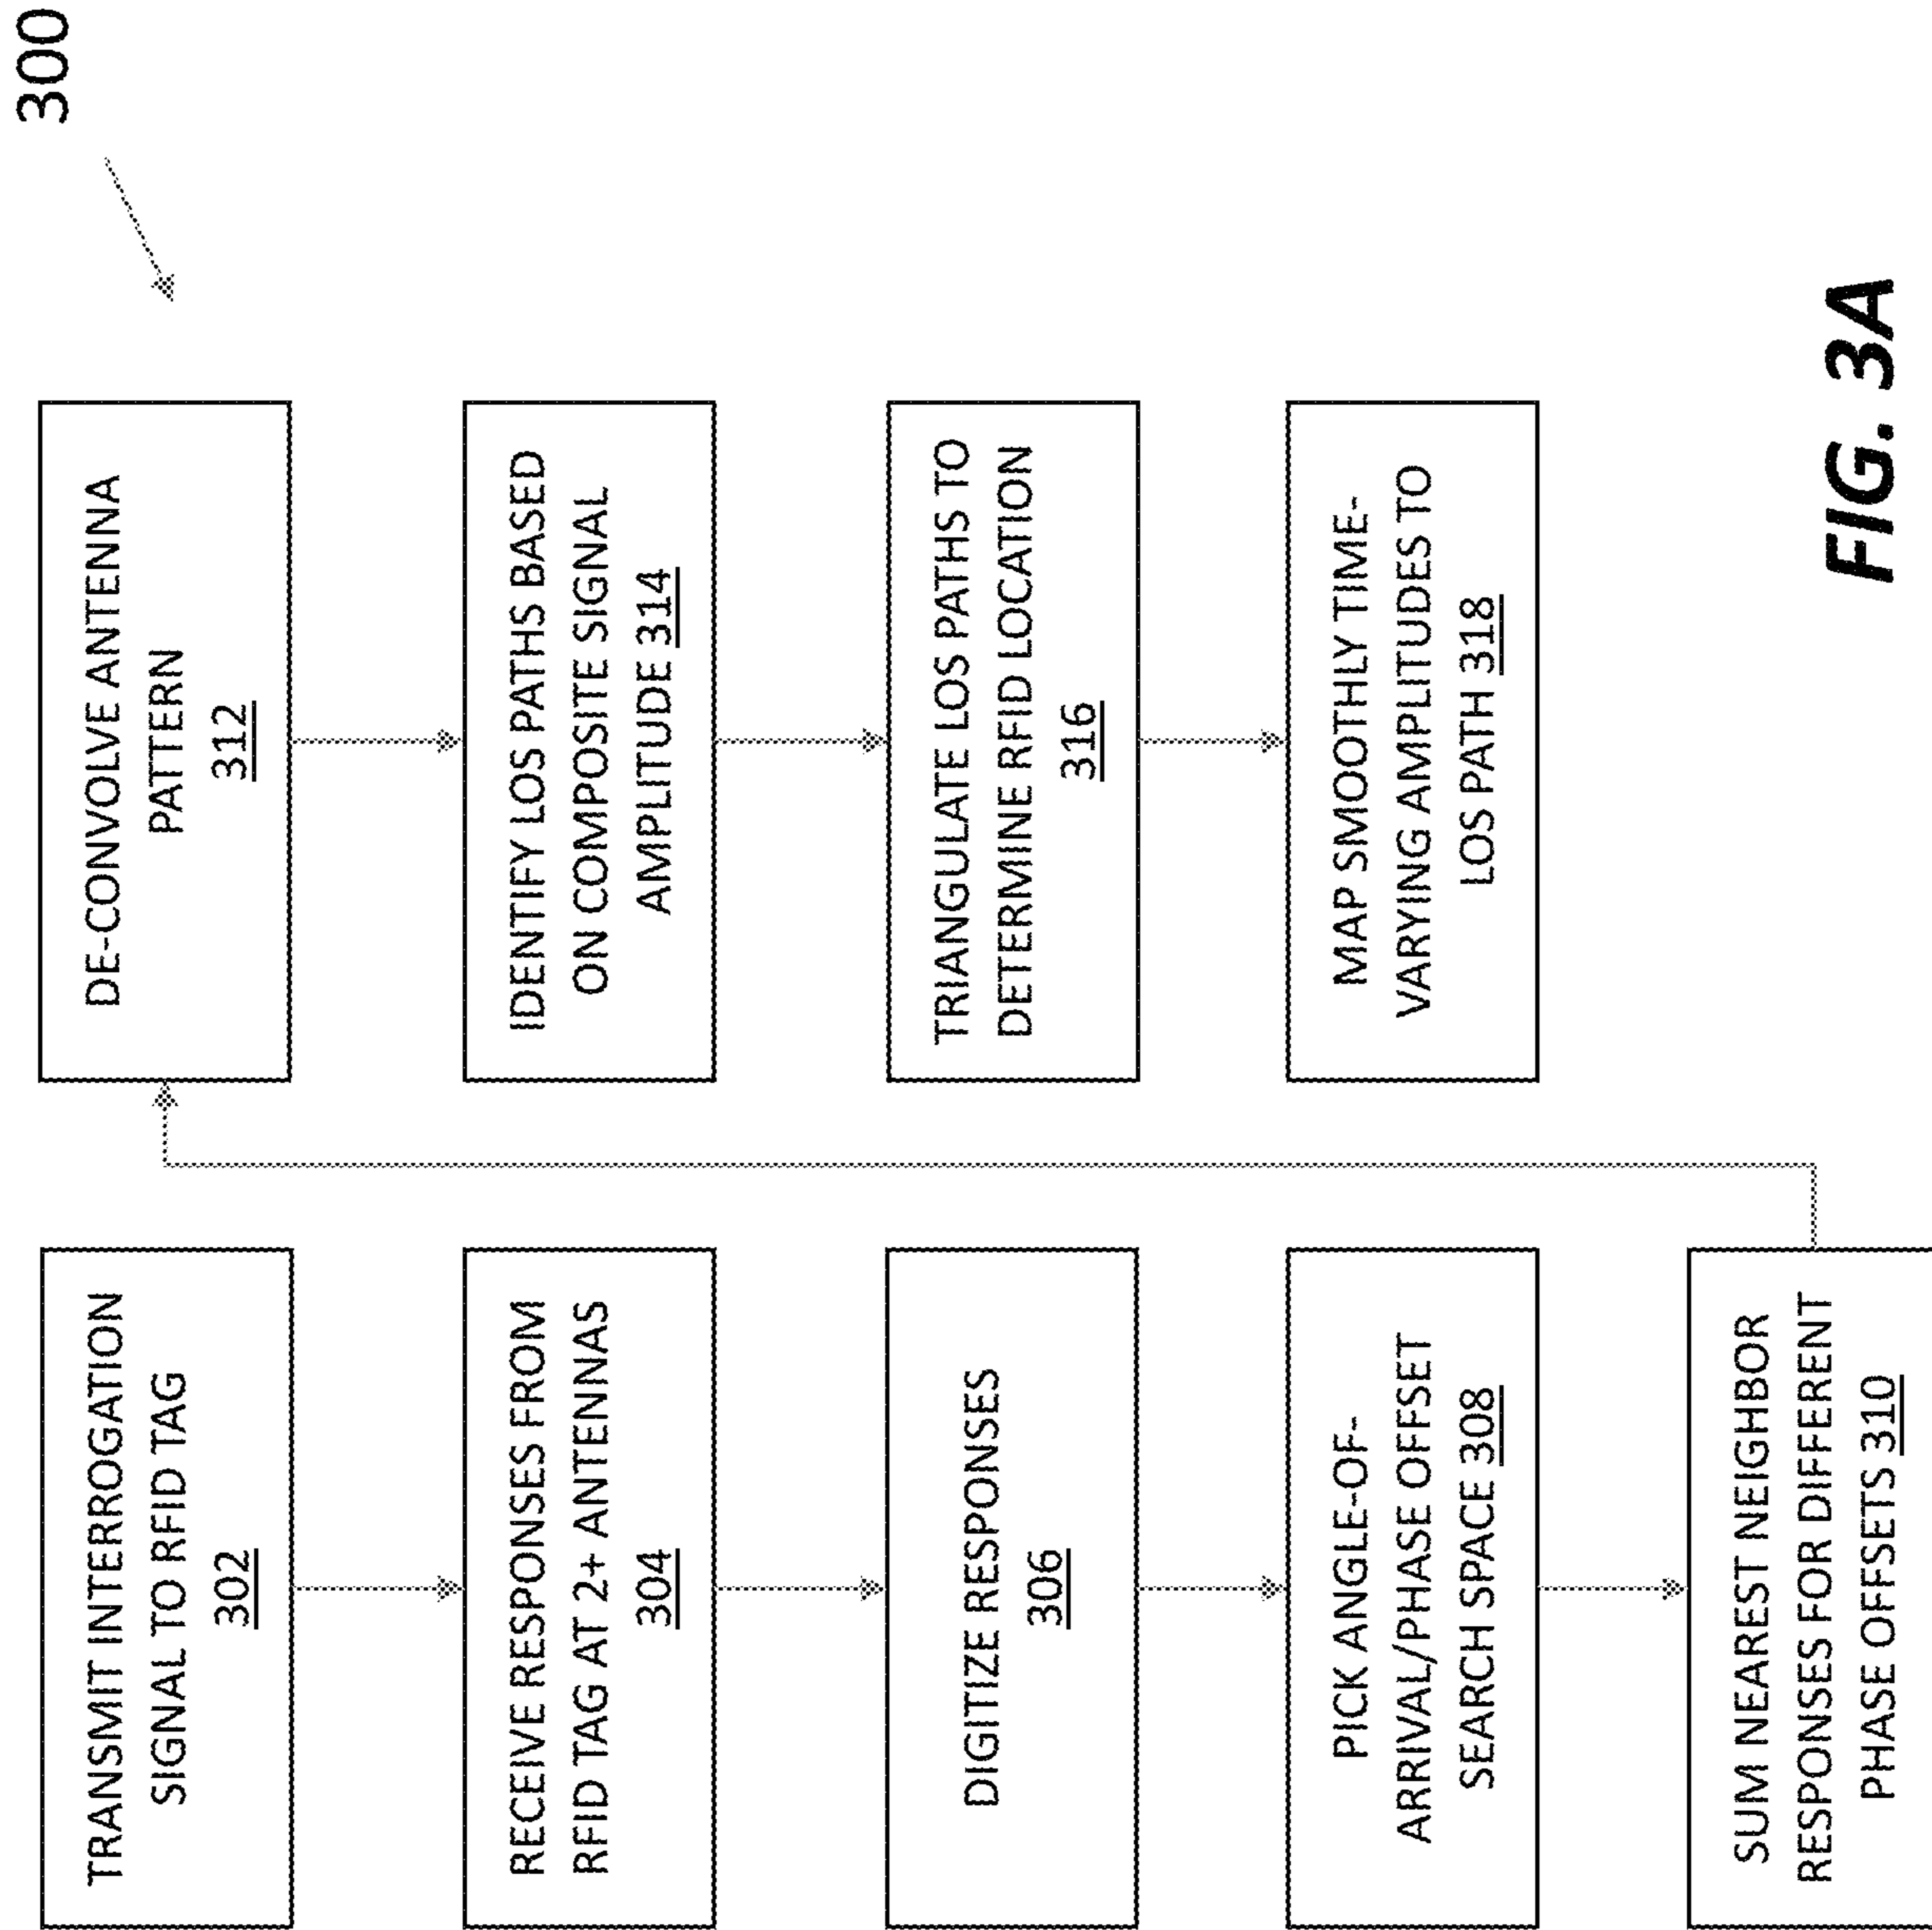 300
TRANSMIT INTERROGATION
SIGNAL TO RFID TAG
302
RECEIVE RESPONSES FROM
RFID TAG AT 2+ ANTENNAS
304
DIGITIZE RESPONSES
306
PICK ANGLE-OF-
ARRIVAL/PHASE OFFSET
SEARCH SPACE 308
SUM NEAREST NEIGHBOR
RESPONSES FOR DIFFERENT
PHASE OFFSETS 310
DE-CONVOLVE ANTENNA
PATTERN
312
IDENTIFY LOS PATHS BASED
ON COMPOSITE SIGNAL
AMPLITUDE 314
TRIANGULATE LOS PATHS TO
DETERMINE RFID LOCATION
316
MAP SMOOTHLY TIME-
VARYING AMPLITUDES TO
LOS PATH 318
FIG. 3A